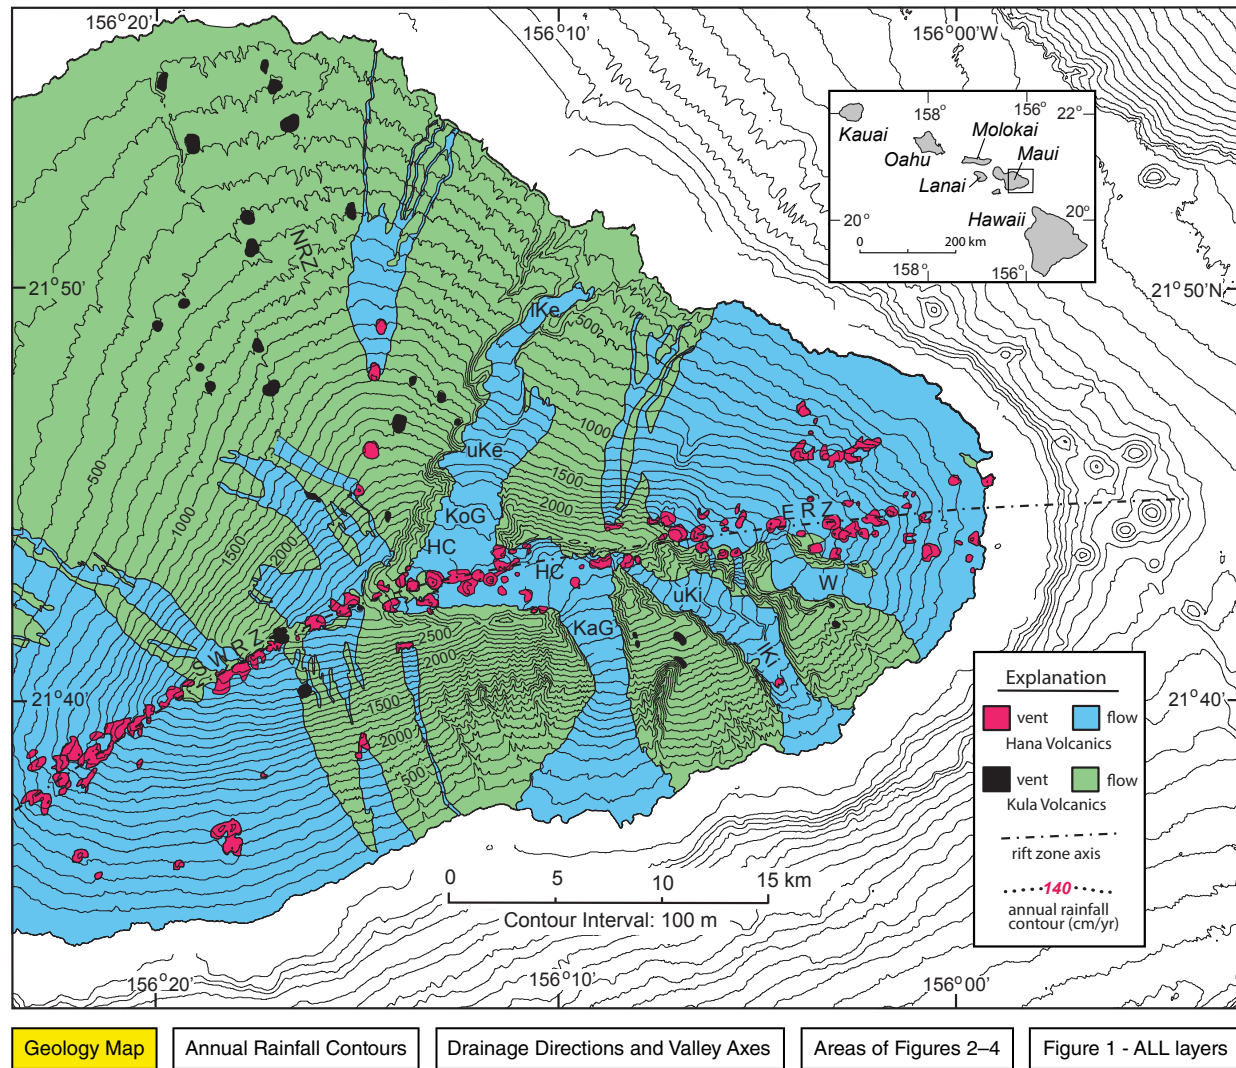 156°20'
156°10'
156°00'W
158°
156°
22°
Kauai
Oahu
Molokai
Maui
Lanai
Hawaii
20°
20°
0
200 km
158°
156°
NRZ
21°50'
21°50'N
lKe
500
1000
uKe
1500
2000
500
1000
1500
2000
KoG
HC
HC
ERZ
uKi
W
KaG
lKi
2500
2000
1500
2000
500
SWRZ
21°40'
21°40'
0 5 10 15 km
Contour Interval: 100 m
Explanation
vent flow
Hana Volcanics
vent flow
Kula Volcanics
rift zone axis
140
annual rainfall
contour (cm/yr)
156°20'
156°10'
156°00'
Geology Map
Annual Rainfall Contours
Drainage Directions and Valley Axes
Areas of Figures 2–4
Figure 1 - ALL layers